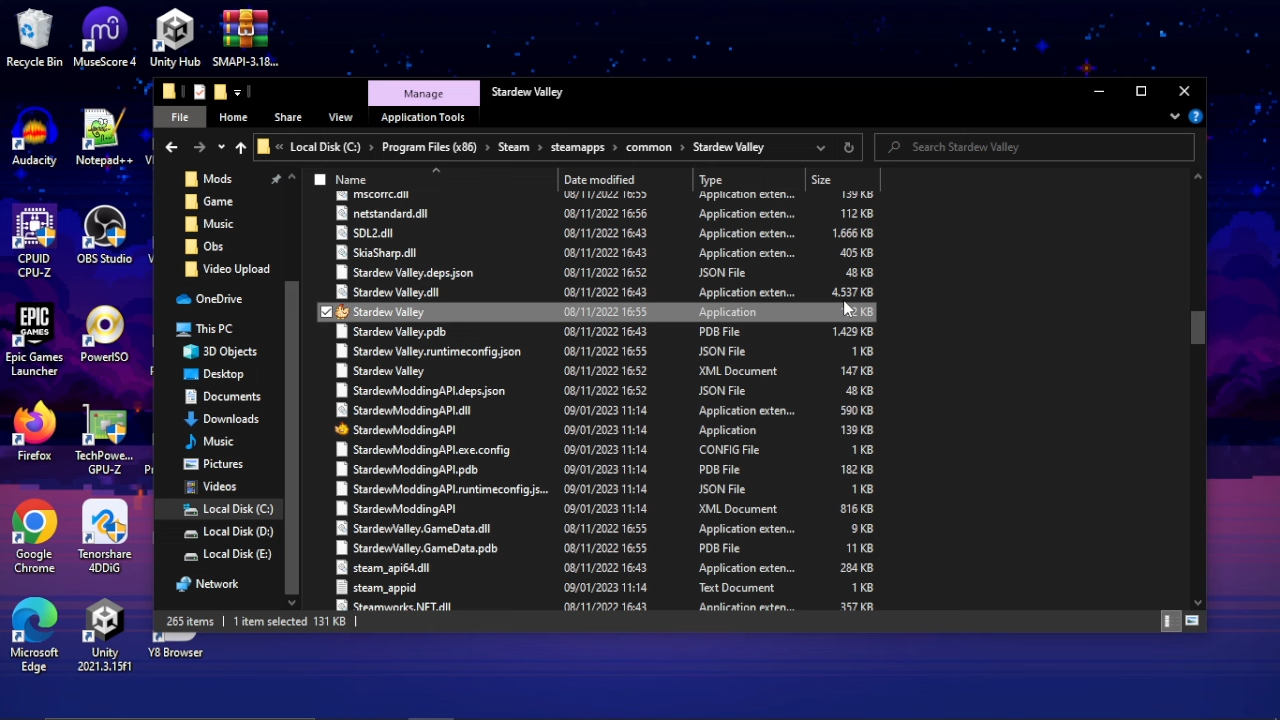 Recycle Bin
MuseScore 4
Unity Hub
SMAPI-3.18...
Audacity
Notepad++
CPUID
CPU-Z
OBS Studio
Epic Games
Launcher
PowerISO
Firefox
TechPowe...
GPU-Z
Google
Chrome
Tenorshare
4DDiG
Microsoft
Edge
Unity
2021.3.15f1
Y8 Browser
Manage
Stardew Valley
File
Home
Share
View
Application Tools
« Local Disk (C:) › Program Files (x86) › Steam › steamapps › common › Stardew Valley
Search Stardew Valley
Mods
Game
Music
Obs
Video Upload
OneDrive
This PC
3D Objects
Desktop
Documents
Downloads
Music
Pictures
Videos
Local Disk (C:)
Local Disk (D:)
Local Disk (E:)
Network
Name Date modified Type Size
mscorrc.dll 08/11/2022 16:55 Application exten... 139 KB
netstandard.dll 08/11/2022 16:56 Application exten... 112 KB
SDL2.dll 08/11/2022 16:43 Application exten... 1.666 KB
SkiaSharp.dll 08/11/2022 16:43 Application exten... 405 KB
Stardew Valley.deps.json 08/11/2022 16:52 JSON File 48 KB
Stardew Valley.dll 08/11/2022 16:43 Application exten... 4.537 KB
Stardew Valley 08/11/2022 16:55 Application KB
Stardew Valley.pdb 08/11/2022 16:43 PDB File 1.429 KB
Stardew Valley.runtimeconfig.json 08/11/2022 16:55 JSON File 1 KB
Stardew Valley 08/11/2022 16:52 XML Document 147 KB
StardewModdingAPI.deps.json 08/11/2022 16:52 JSON File 48 KB
StardewModdingAPI.dll 09/01/2023 11:14 Application exten... 590 KB
StardewModdingAPI 09/01/2023 11:14 Application 139 KB
StardewModdingAPI.exe.config 09/01/2023 11:14 CONFIG File 1 KB
StardewModdingAPI.pdb 09/01/2023 11:14 PDB File 182 KB
StardewModdingAPI.runtimeconfig.js... 09/01/2023 11:14 JSON File 1 KB
StardewModdingAPI 09/01/2023 11:14 XML Document 816 KB
StardewValley.GameData.dll 08/11/2022 16:55 Application exten... 9 KB
StardewValley.GameData.pdb 08/11/2022 16:55 PDB File 11 KB
steam_api64.dll 08/11/2022 16:43 Application exten... 284 KB
steam_appid 09/01/2023 11:14 Text Document 1 KB
Steamworks.NET.dll 08/11/2022 16:43 Application exten... 357 KB
265 items 1 item selected 131 KB